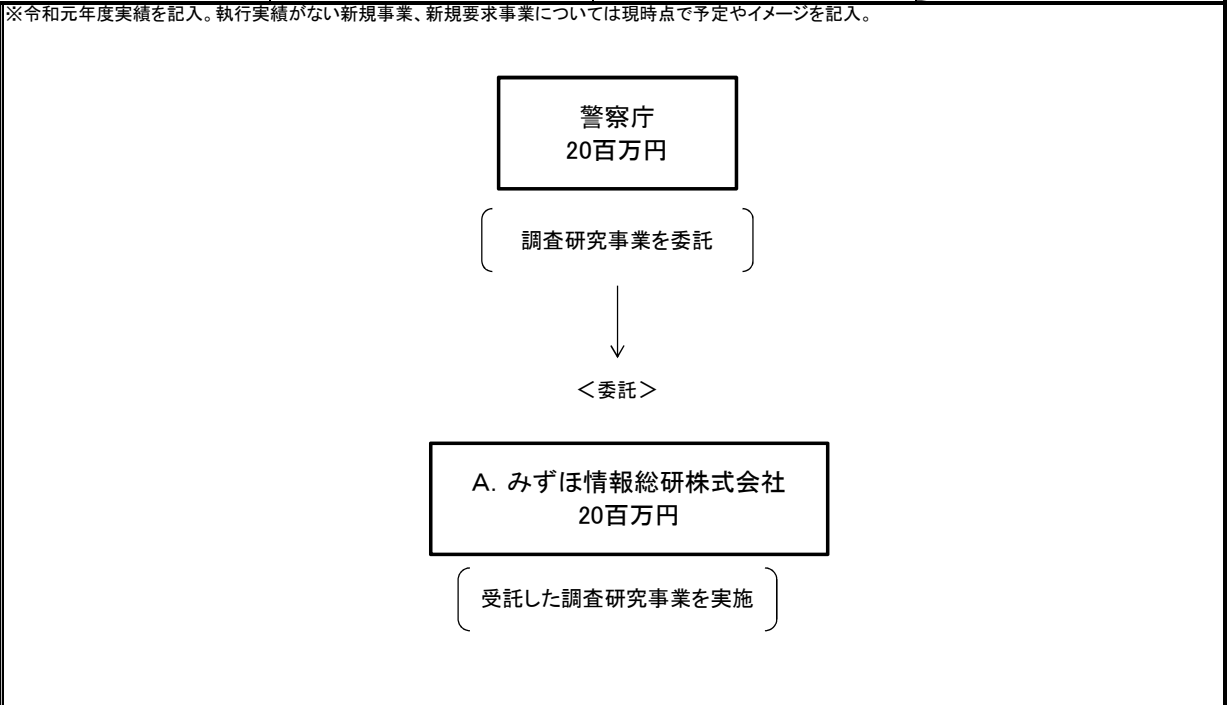 ※令和元年度実績を記入。執行実績がない新規事業、新規要求事業については現時点で予定やイメージを記入。
警察庁
20百万円
調査研究事業を委託
＜委託＞
A．みずほ情報総研株式会社
20百万円
受託した調査研究事業を実施